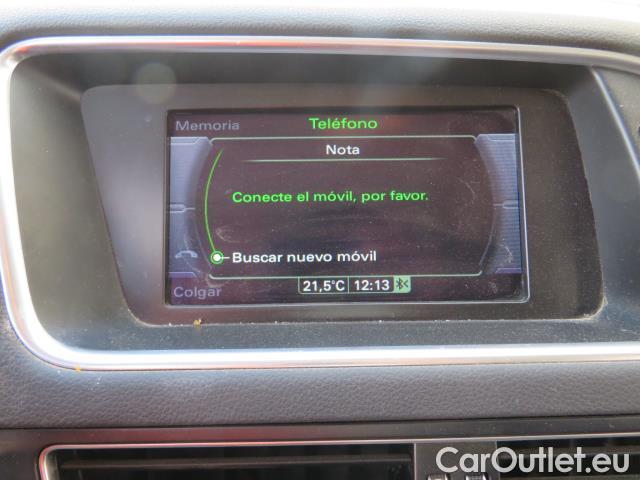 Memoria
Teléfono
Nota
Conecte el móvil, por favor.
Buscar nuevo móvil
Colgar
21,5°C 12:13
CarOutlet.eu